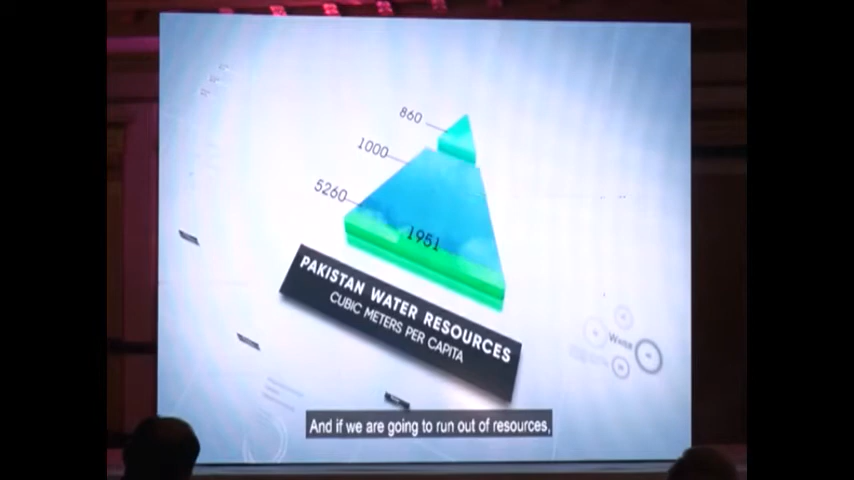 860
1000
5260
1951
PAKISTAN WATER RESOURCES
CUBIC METERS PER CAPITA
WATER
And if we are going to run out of resources,